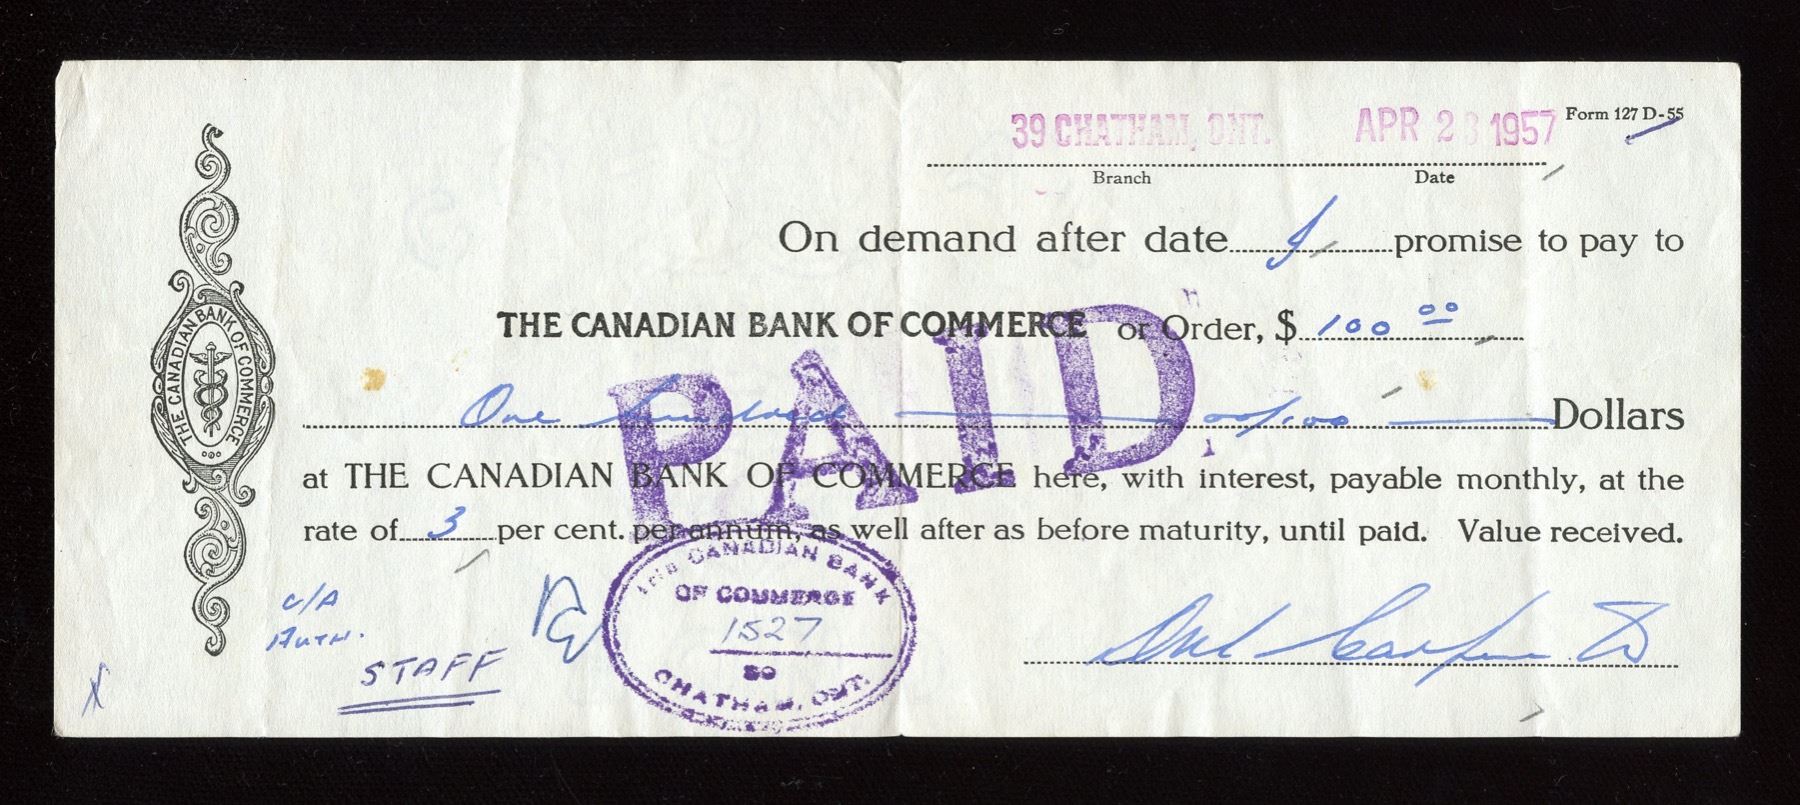 39 CHATHAM, ONT. APR 23 1957 Form 127 D-55
Branch Date
On demand after date I promise to pay to
THE CANADIAN BANK OF COMMERCE or Order, $ 100 00
PAID
One hundred 00/100 Dollars
at THE CANADIAN BANK OF COMMERCE here, with interest, payable monthly, at the
rate of 3 per cent. per annum, as well after as before maturity, until paid. Value received.
THE CANADIAN BANK OF COMMERCE
c/A
Auth.
STAFF
THE CANADIAN BANK
OF COMMERCE
1527
39
CHATHAM, ONT.
X